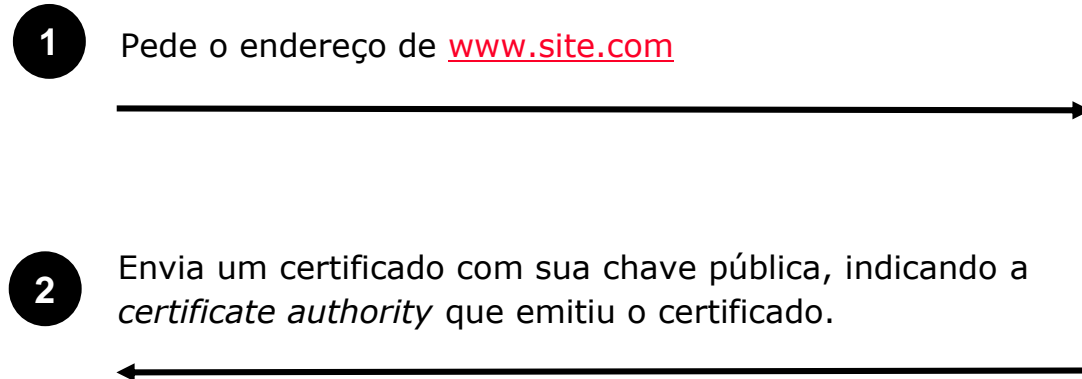 1
Pede o endereço de www.site.com
2
Envia um certificado com sua chave pública, indicando a
certificate authority que emitiu o certificado.